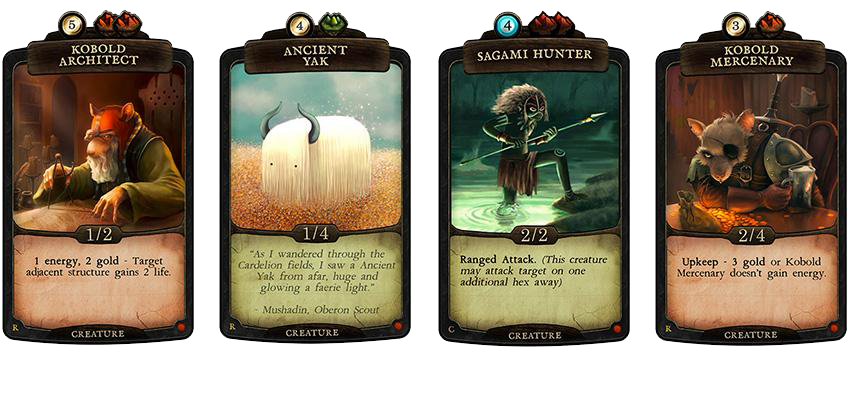 5
KOBOLD
ARCHITECT
1/2
1 energy, 2 gold - Target
adjacent structure gains 2 life.
R
CREATURE
4
ANCIENT
YAK
1/4
"As I wandered through the
Cardelion fields, I saw a Ancient
Yak from afar, huge and
glowing a faerie light."
- Mushadin, Oberon Scout
R
CREATURE
4
SAGAMI HUNTER
2/2
Ranged Attack. (This creature
may attack target on one
additional hex away)
C
CREATURE
3
KOBOLD
MERCENARY
2/4
Upkeep - 3 gold or Kobold
Mercenary doesn't gain energy.
R
CREATURE